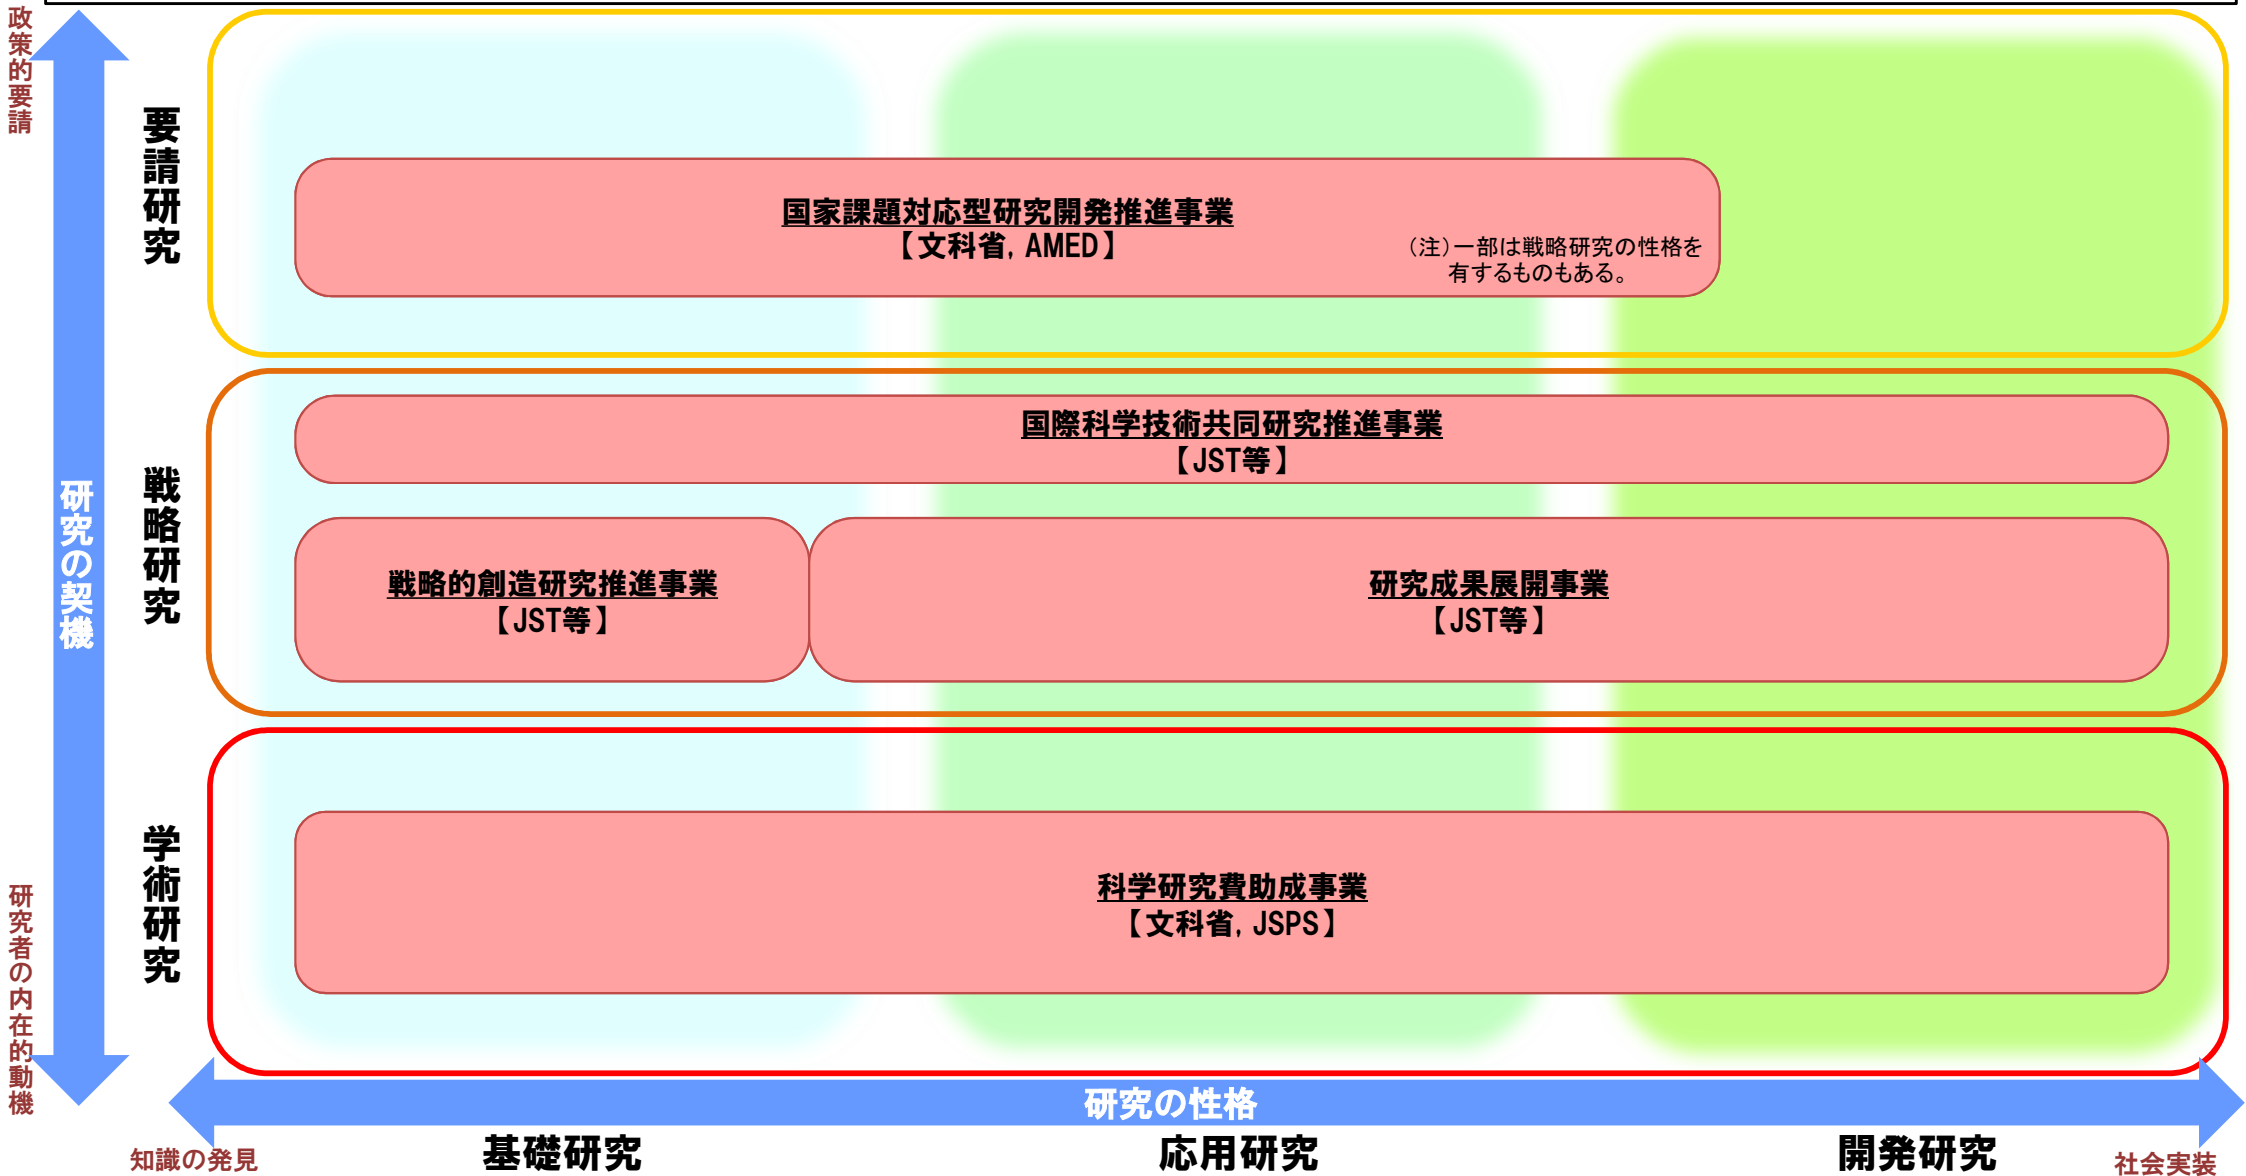 政策的要請
要請研究
国家課題対応型研究開発推進事業
【文科省, AMED】
（注）一部は戦略研究の性格を
有するものもある。
研究の契機
戦略研究
国際科学技術共同研究推進事業
【JST等】
戦略的創造研究推進事業
【JST等】
研究成果展開事業
【JST等】
学術研究
科学研究費助成事業
【文科省, JSPS】
研究者の内在的動機
研究の性格
知識の発見
基礎研究
応用研究
開発研究
社会実装